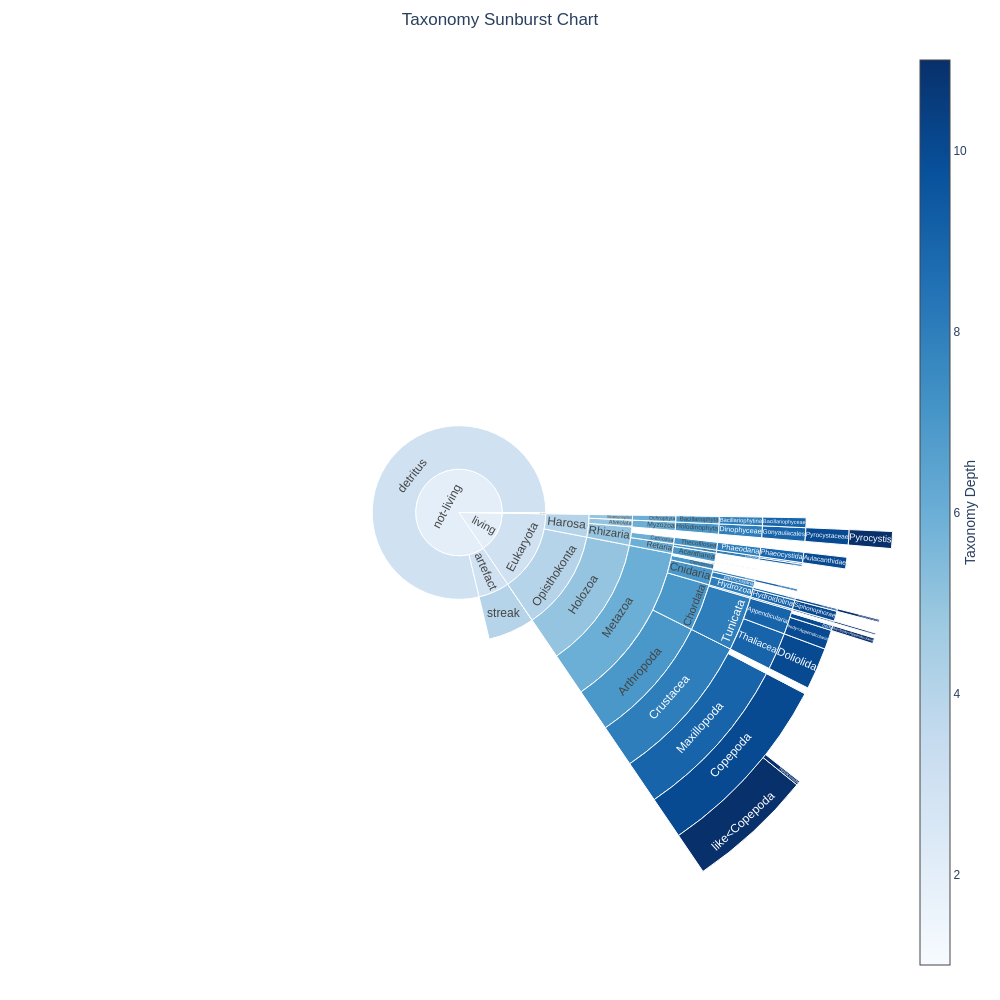 Taxonomy Sunburst Chart
not-living
living
detritus
artefact
streak
Eukaryota
Harosa
Opisthokonta
Rhizaria
Holozoa
Metazoa
Myzozoa
Retaria
Cnidaria
Chordata
Arthropoda
Hydrozoa
Tunicata
Crustacea
Dinophyceae
Gonyaulacales
Pyrocystaceae
Pyrocystis
Bacillariophytina
Bacillariophyceae
Phaeodaria
Phaeocystida
Aulacanthidae
Hydroidolina
Siphonophorae
Appendicularia
Thaliacea
Doliolida
Maxillopoda
Copepoda
like<Copepoda
10
8
6
4
2
Taxonomy Depth